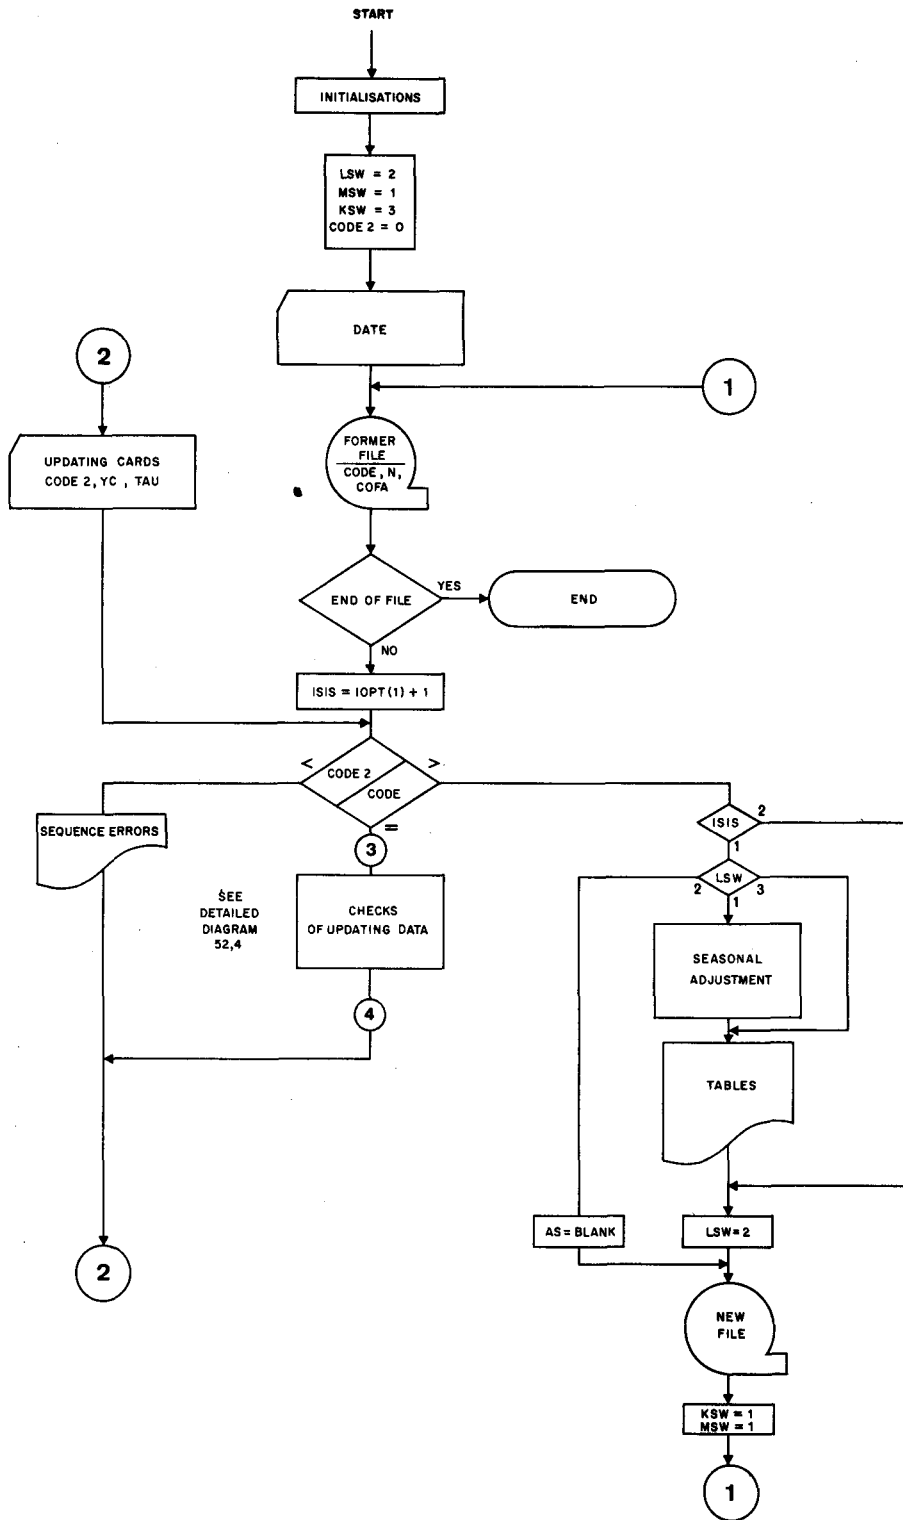 START
INITIALISATIONS
LSW = 2
MSW = 1
KSW = 3
CODE 2 = 0
DATE
2
1
FORMER
FILE
CODE, N,
COFA
UPDATING CARDS
CODE 2, YC, TAU
END OF FILE
YES
END
NO
ISIS = IOPT(1) + 1
<
CODE 2
CODE
>
=
SEQUENCE ERRORS
3
ISIS
2
1
2
LSW
3
1
SEE
DETAILED
DIAGRAM
52,4
CHECKS
OF UPDATING DATA
SEASONAL
ADJUSTMENT
4
TABLES
AS = BLANK
LSW = 2
2
NEW
FILE
KSW = 1
MSW = 1
1